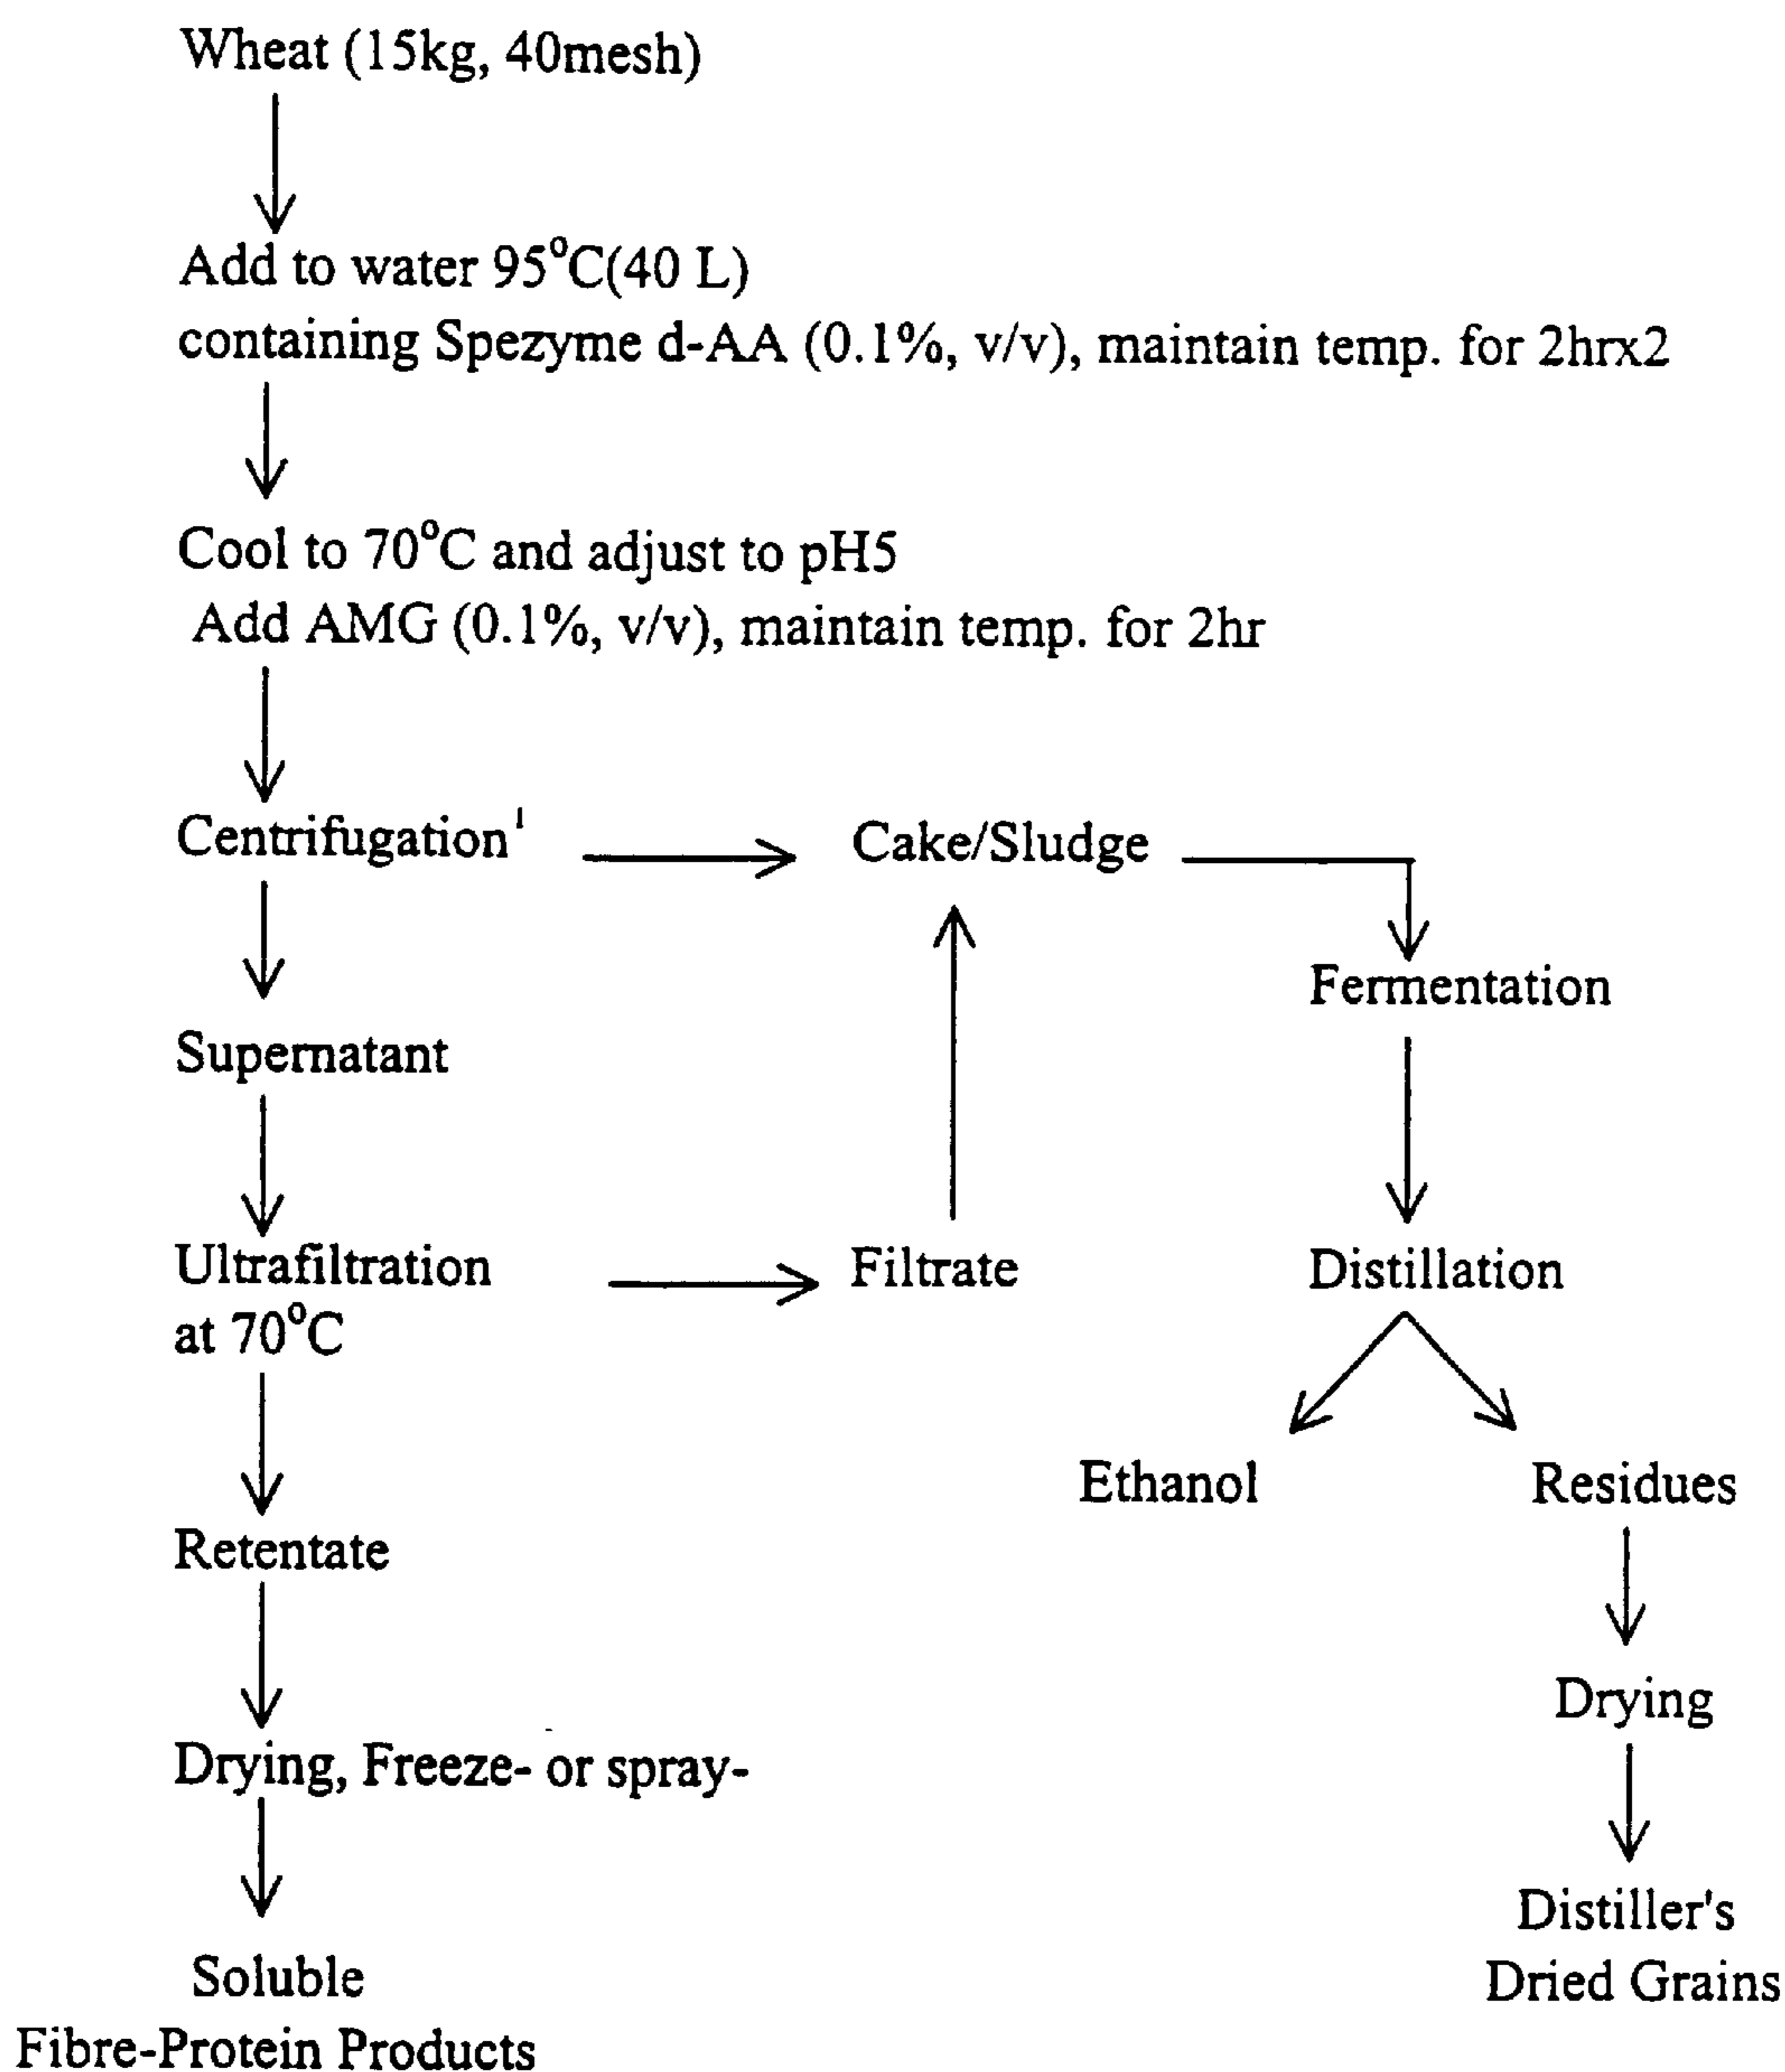 Wheat (15kg, 40mesh)
Add to water 95°C(40 L)
containing Spezyme d-AA (0.1%, v/v), maintain temp. for 2hrx2
Cool to 70°C and adjust to pH5
Add AMG (0.1%, v/v), maintain temp. for 2hr
Centrifugation¹
Cake/Sludge
Fermentation
Supernatant
Ultrafiltration
at 70°C
Filtrate
Distillation
Ethanol
Residues
Retentate
Drying
Drying, Freeze- or spray-
Distiller's
Dried Grains
Soluble
Fibre-Protein Products